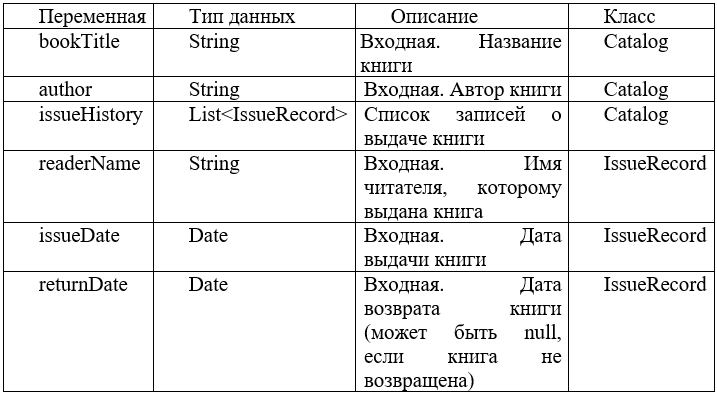 Переменная Тип данных Описание Класс
bookTitle String Входная. Название Catalog
книги
author String Входная. Автор книги Catalog
issueHistory List<IssueRecord> Список записей о Catalog
выдаче книги
readerName String Входная. Имя IssueRecord
читателя, которому
выдана книга
issueDate Date Входная. Дата IssueRecord
выдачи книги
returnDate Date Входная. Дата IssueRecord
возврата книги
(может быть null,
если книга не
возвращена)